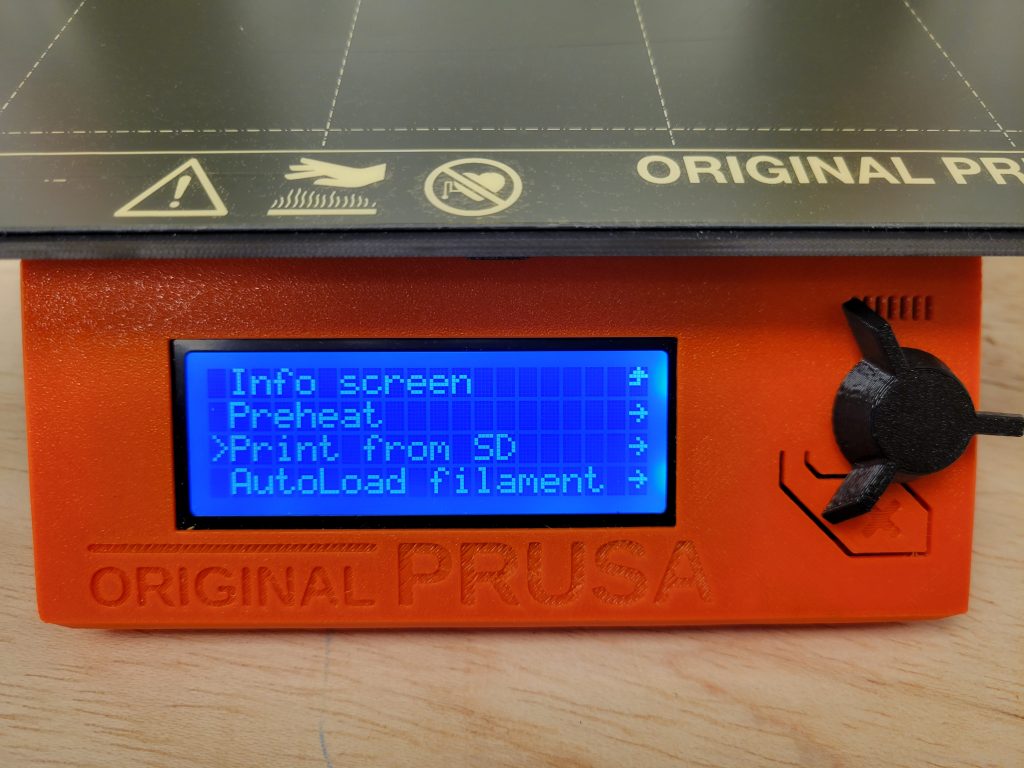 ORIGINAL PR
Info screen
Preheat
>Print from SD
AutoLoad filament
ORIGINAL PRUSA